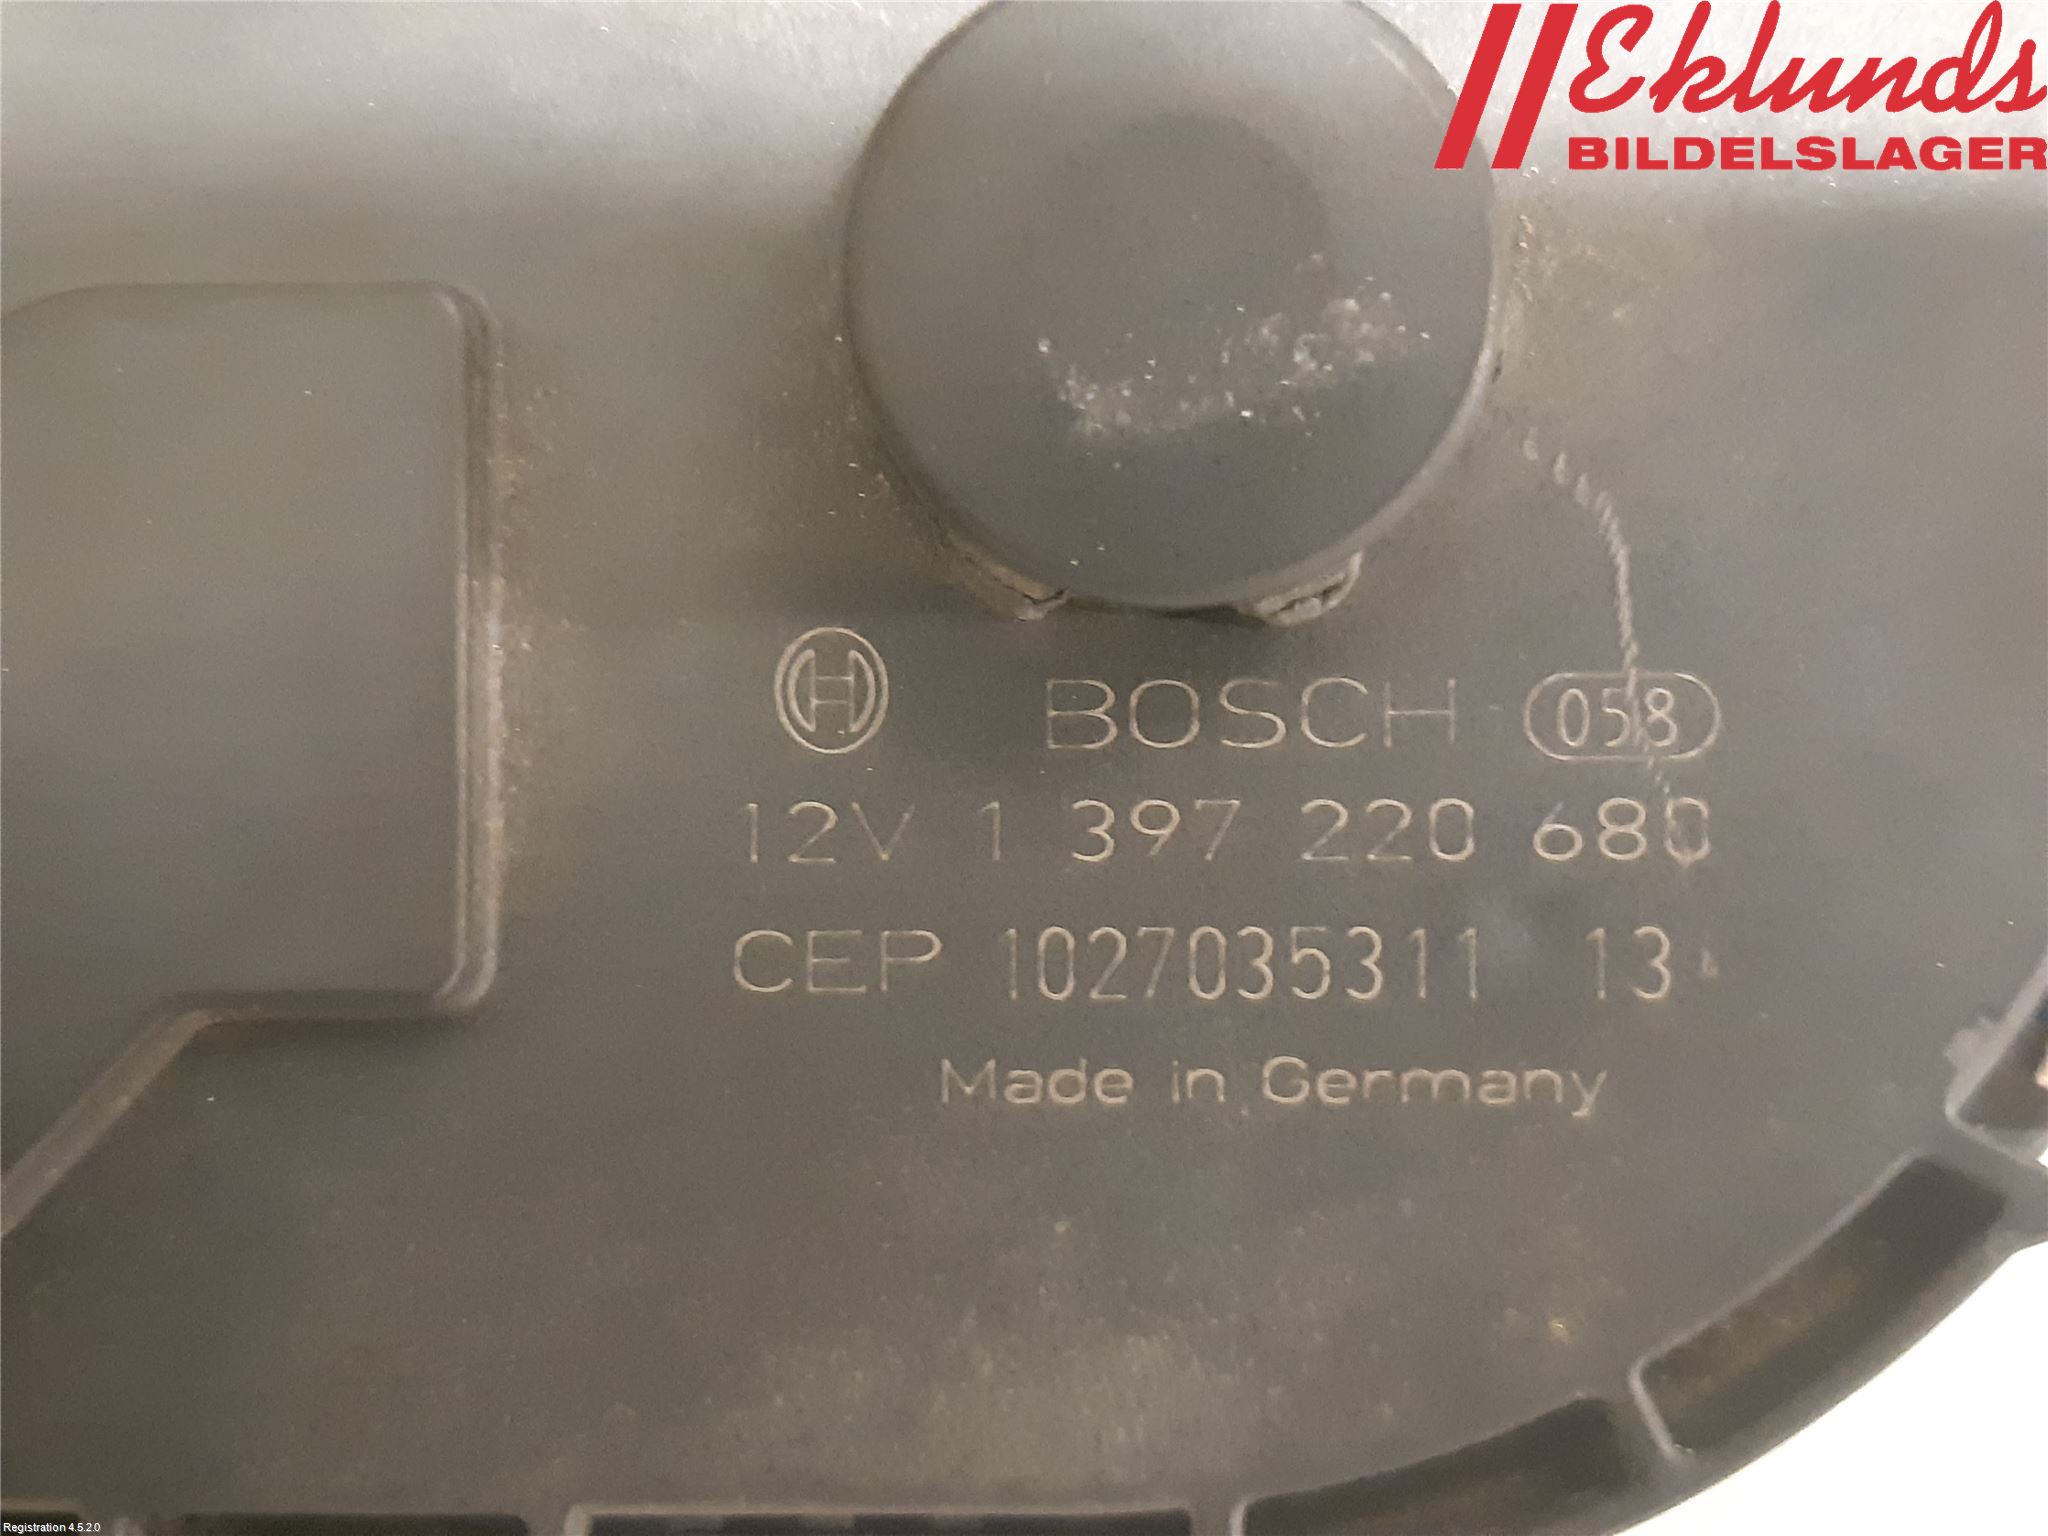 Eklunds
BILDELSLAGER
BOSCH 058
12V 1 397 220 680
CEP 1027035311 13
Made in Germany
Registration 4.5.2.0